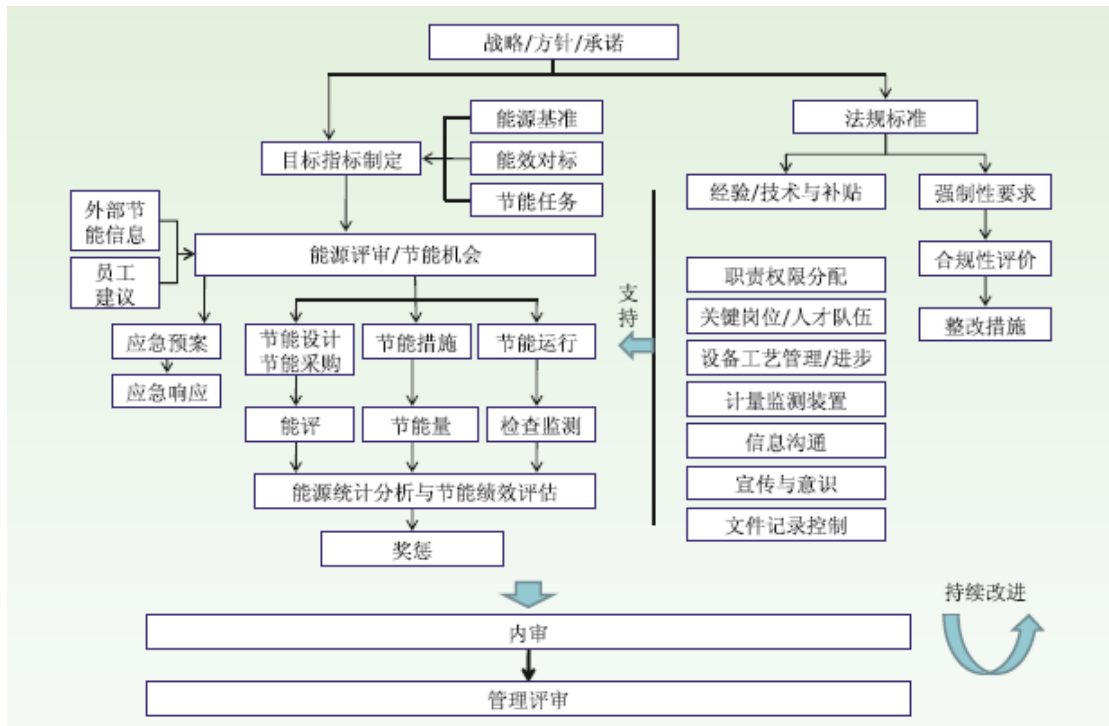 战略/方针/承诺
能源基准
法规标准
目标指标制定
能效对标
节能任务
经验/技术与补贴
强制性要求
外部节
能信息
员工
建议
能源评审/节能机会
合规性评价
整改措施
职责权限分配
关键岗位/人才队伍
设备工艺管理/进步
计量监测装置
信息沟通
宣传与意识
文件记录控制
支
持
应急预案
应急响应
节能设计
节能采购
节能措施
节能运行
能评
节能量
检查监测
能源统计分析与节能绩效评估
奖惩
持续改进
内审
管理评审